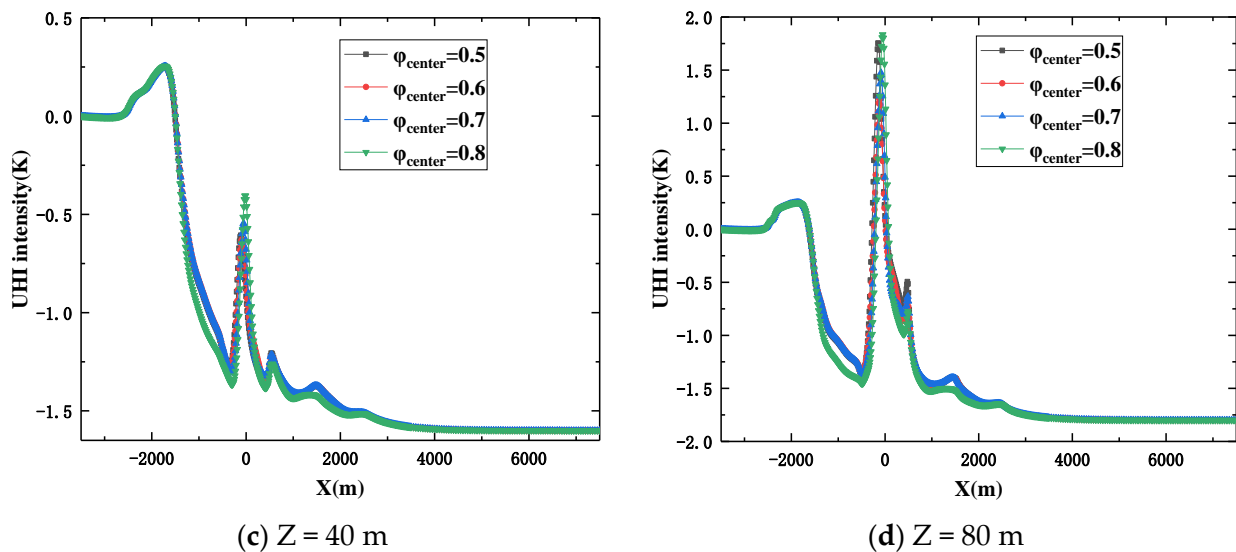 0.5
0.0
-0.5
-1.0
-1.5
UHI intensity(K)
φcenter=0.5
φcenter=0.6
φcenter=0.7
φcenter=0.8
-2000
0
2000
4000
6000
X(m)
(c) Z = 40 m
2.0
1.5
1.0
0.5
0.0
-0.5
-1.0
-1.5
-2.0
UHI intensity(K)
φcenter=0.5
φcenter=0.6
φcenter=0.7
φcenter=0.8
-2000
0
2000
4000
6000
X(m)
(d) Z = 80 m